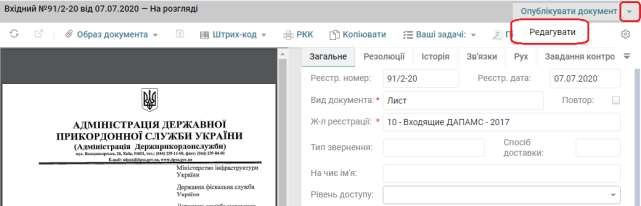 Вхідний №91/2-20 від 07.07.2020 — На розгляді
Опублікувати документ
Образ документа
Штрих-код
РКК
Копіювати
Ваші задачі:
Редагувати
Загальне Резолюції Історія Зв'язки Рух Завдання контро
Реєстр. номер: 91/2-20 Реєстр. дата: 07.07.2020
Вид документа: * Лист Повтор:
Ж-л реєстрації: * 10 - Входящие ДАПАМС - 2017
Тип звернення: Спосіб доставки:
На чиє ім'я:
Рівень доступу:
АДМІНІСТРАЦІЯ ДЕРЖАВНОЇ
ПРИКОРДОННОЇ СЛУЖБИ УКРАЇНИ
(Адміністрація Держприкордонслужби)
Міністерство інфраструктури
України
Державна фіскальна служба
України